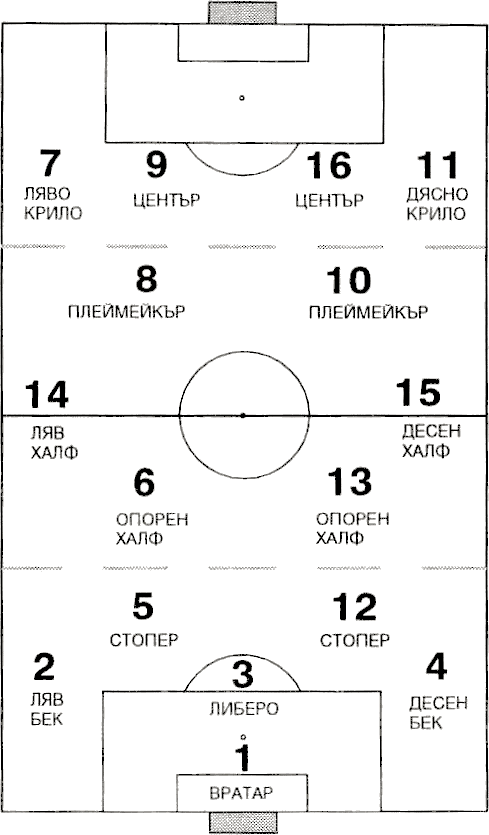 7 9 16 11
ЛЯВО
КРИЛО
ЦЕНТЪР
ЦЕНТЪР
ДЯСНО
КРИЛО
8 10
ПЛЕЙМЕЙКЪР ПЛЕЙМЕЙКЪР
14 15
ЛЯВ
ХАЛФ
ДЕСЕН
ХАЛФ
6 13
ОПОРЕН
ХАЛФ
ОПОРЕН
ХАЛФ
5 12
СТОПЕР СТОПЕР
2 3 4
ЛЯВ
БЕК
ЛИБЕРО
ДЕСЕН
БЕК
1
ВРАТАР